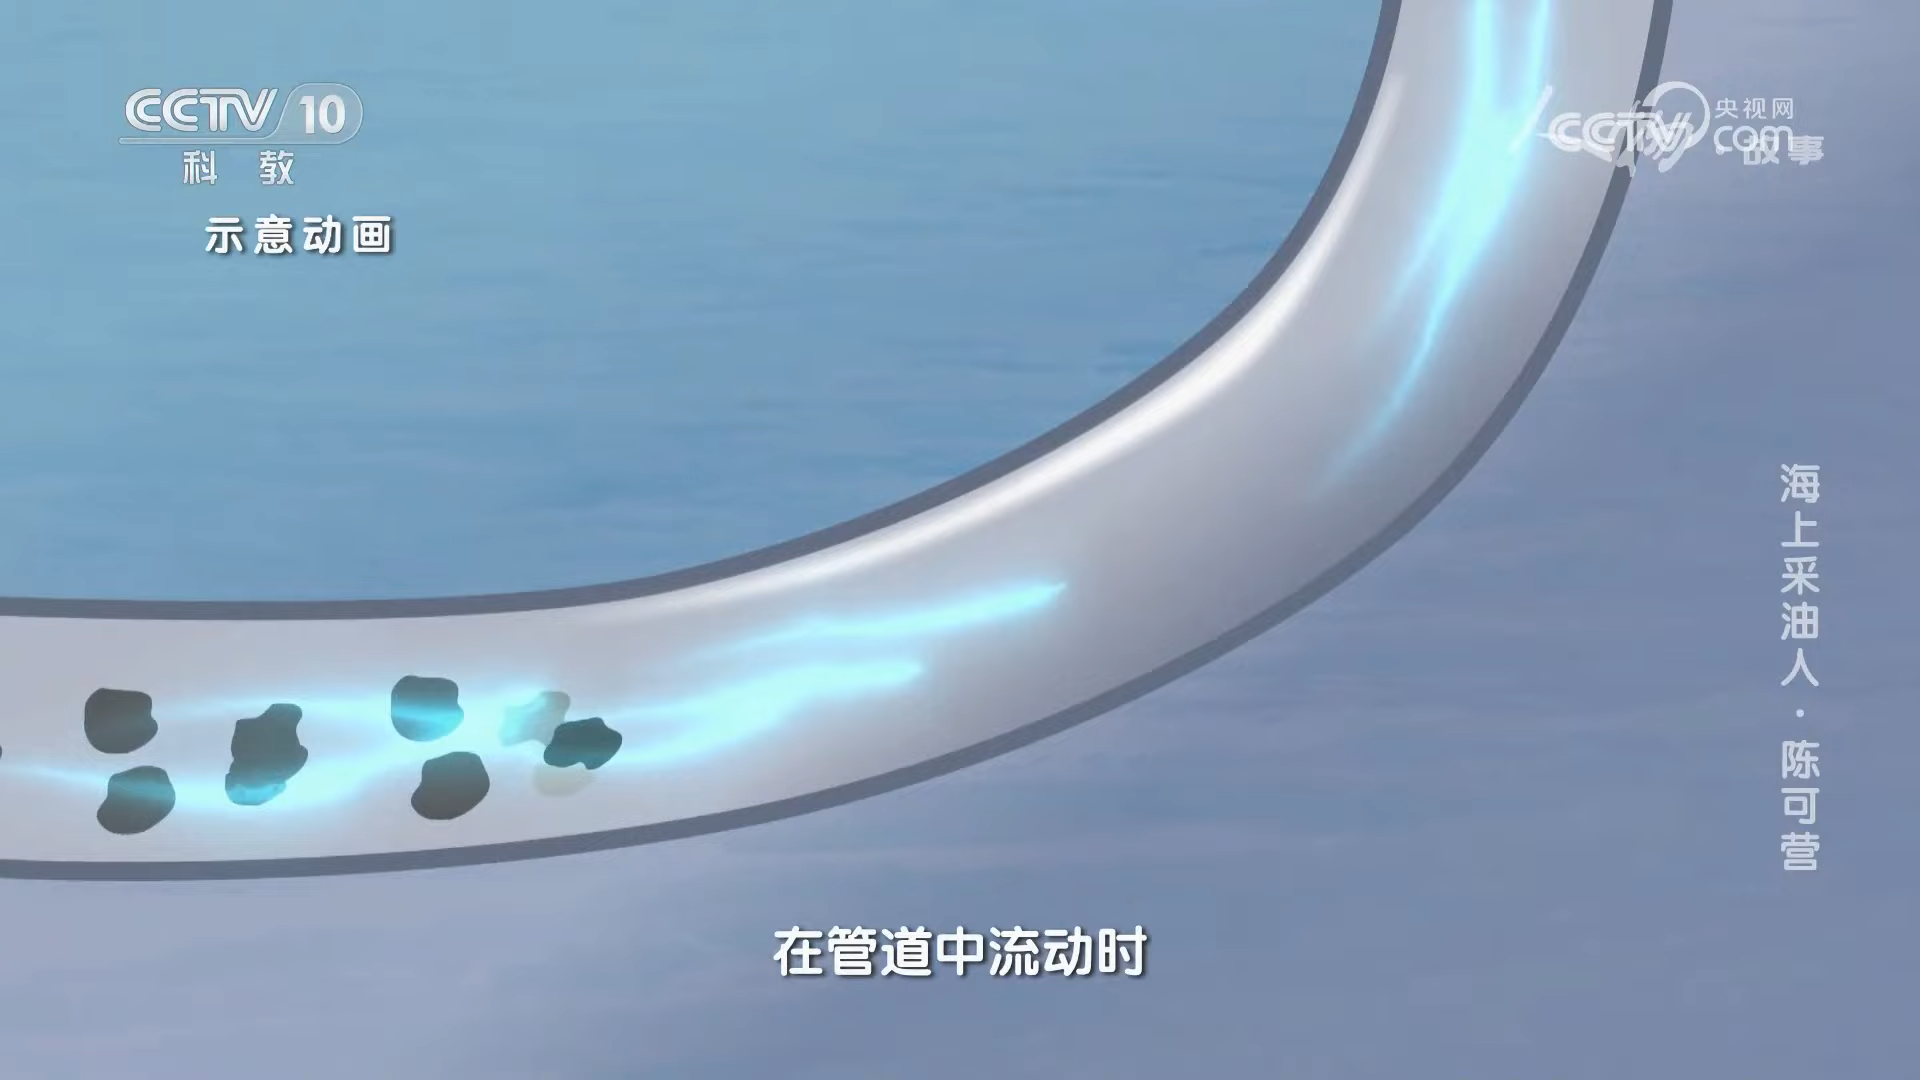 CCTV 10
科 教
示意动画
央视网
CCTV com
故事
海上采油人·陈可营
在管道中流动时